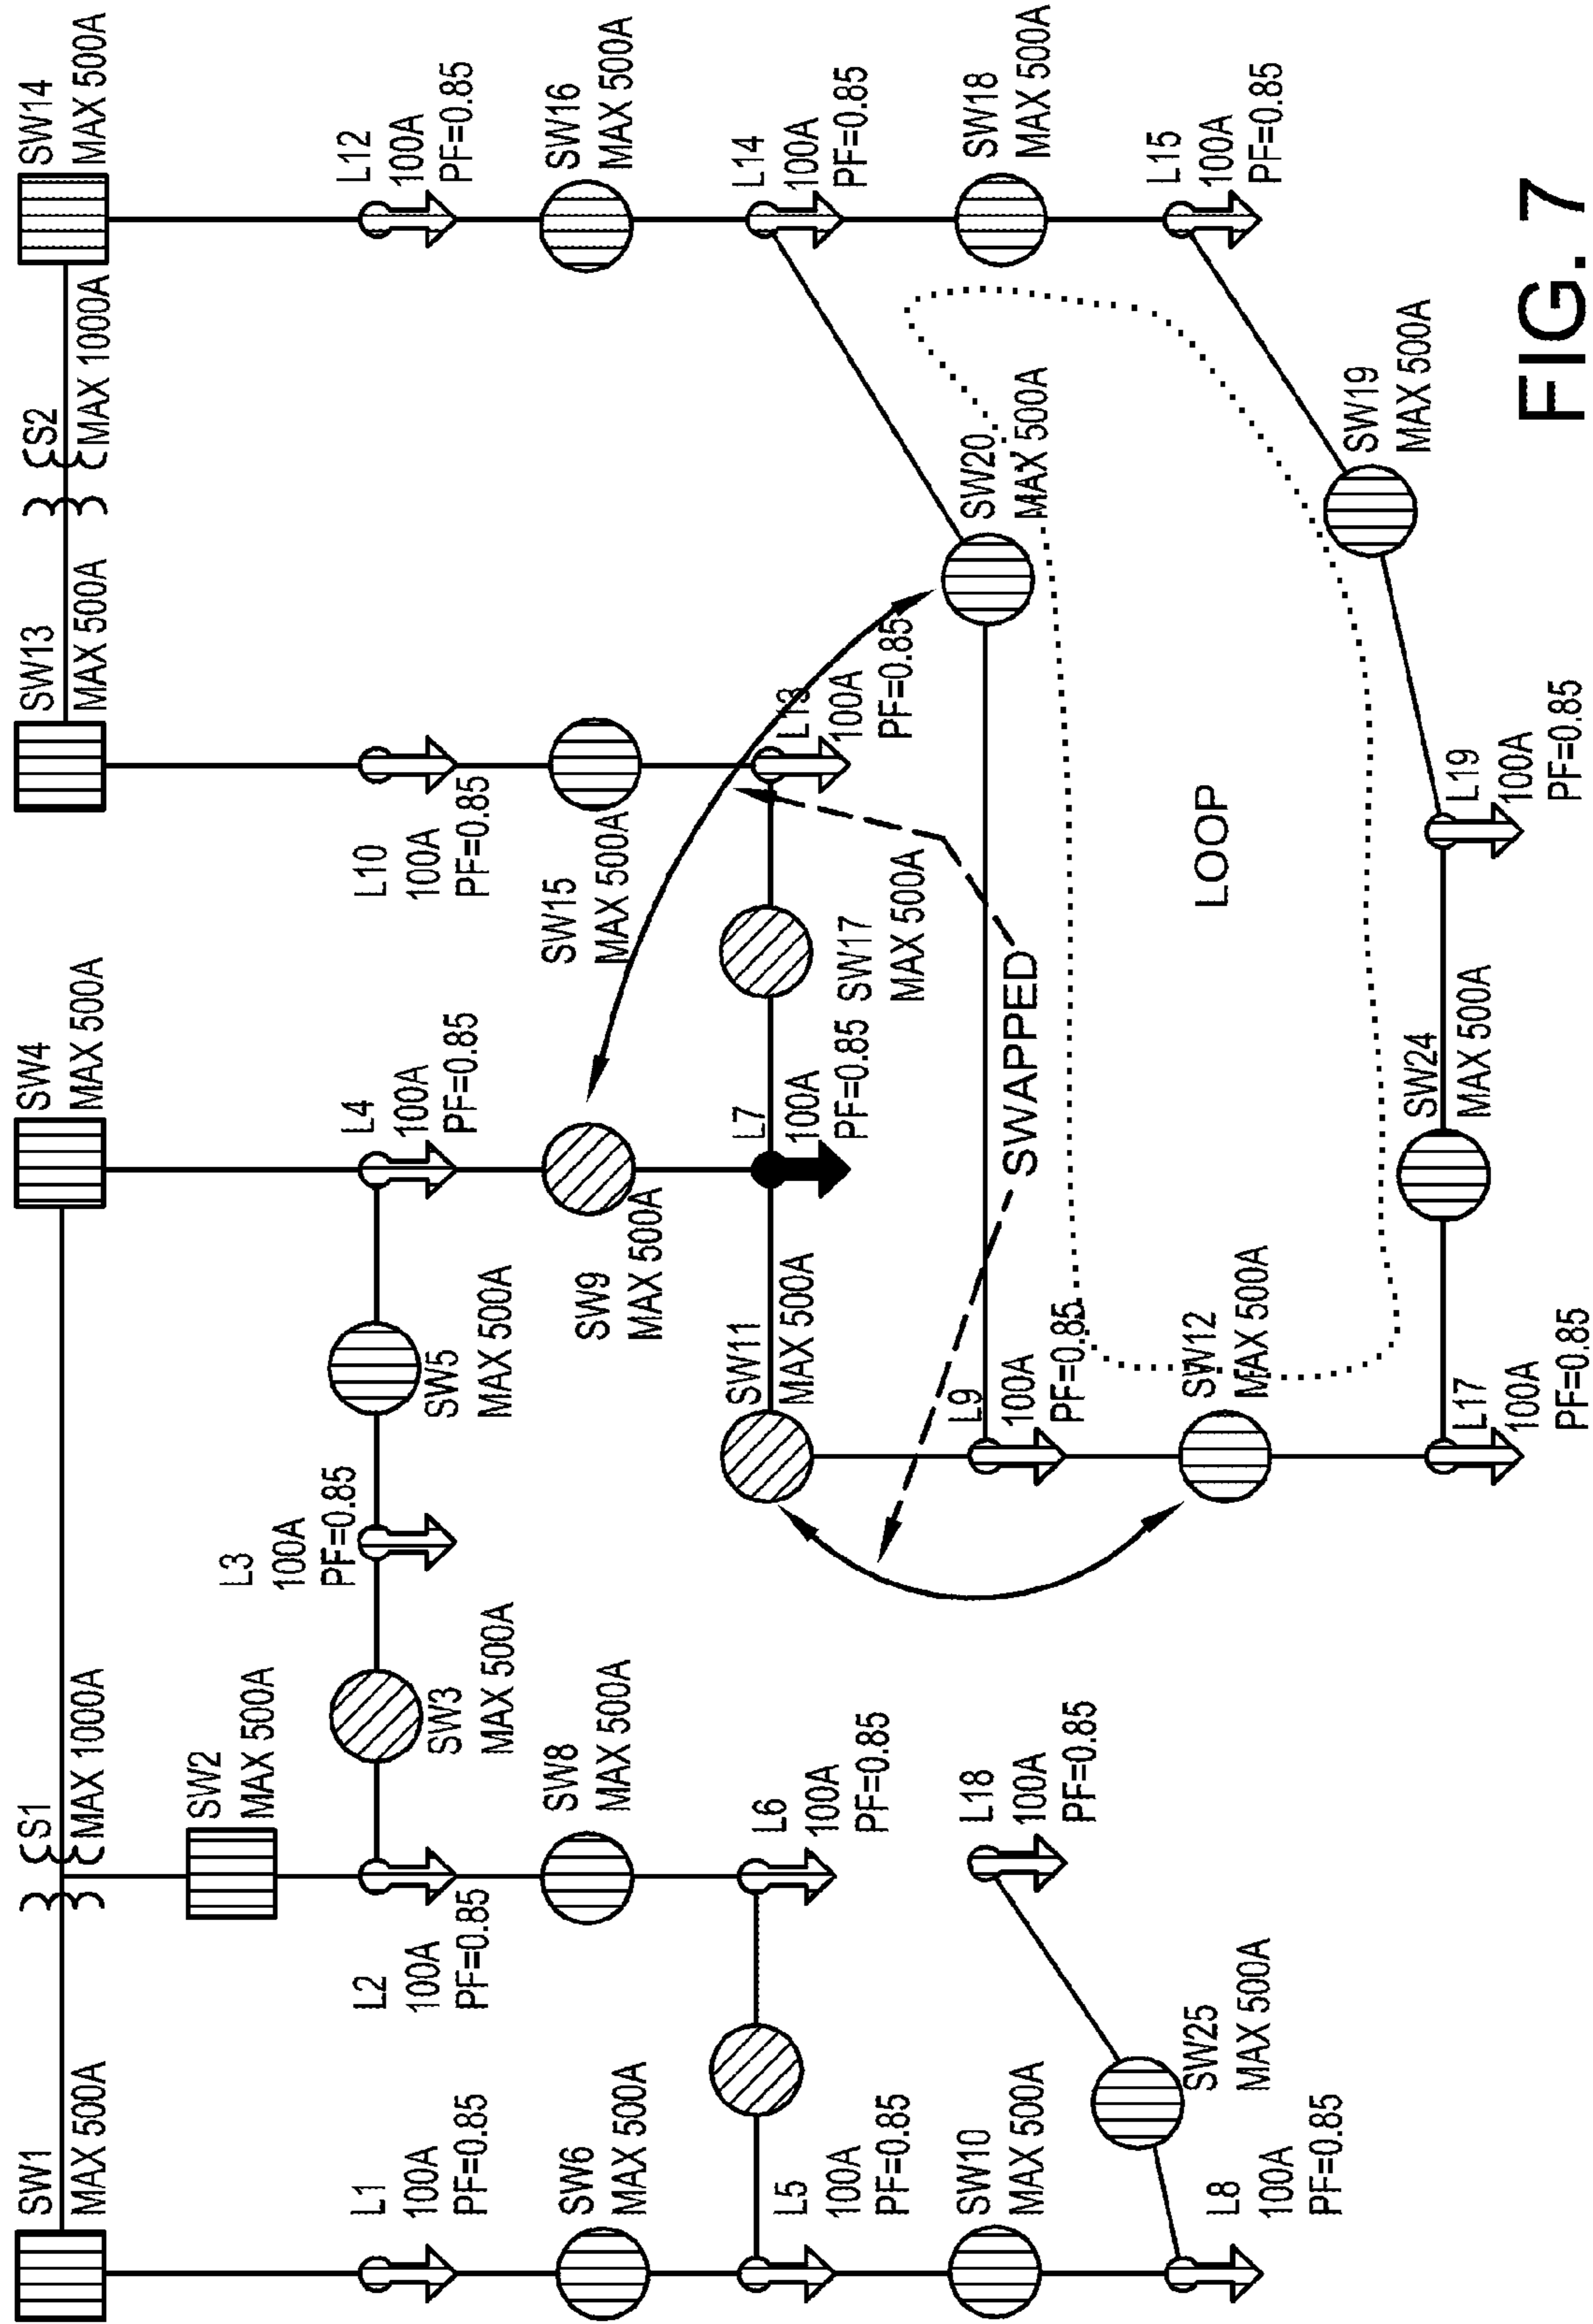 SW1
MAX 500A
S1
MAX 1000A
SW2
MAX 500A
SW4
MAX 500A
SW13
MAX 500A
S2
MAX 1000A
SW14
MAX 500A
L1
100A
PF=0.85
L2
100A
PF=0.85
L3
100A
PF=0.85
SW3
MAX 500A
SW5
MAX 500A
L4
100A
PF=0.85
L10
100A
PF=0.85
L12
100A
PF=0.85
SW6
MAX 500A
SW8
MAX 500A
SW9
MAX 500A
SW15
MAX 500A
SW16
MAX 500A
L5
100A
PF=0.85
L6
100A
PF=0.85
SW11
MAX 500A
L7
100A
PF=0.85
SW17
MAX 500A
L13
100A
PF=0.85
L14
100A
PF=0.85
SW10
MAX 500A
L18
100A
PF=0.85
L9
100A
PF=0.85
SWAPPED
SW20
MAX 500A
SW18
MAX 500A
SW25
MAX 500A
L8
100A
PF=0.85
SW12
MAX 500A
LOOP
L15
100A
PF=0.85
SW19
MAX 500A
L17
100A
PF=0.85
SW24
MAX 500A
L19
100A
PF=0.85
FIG. 7